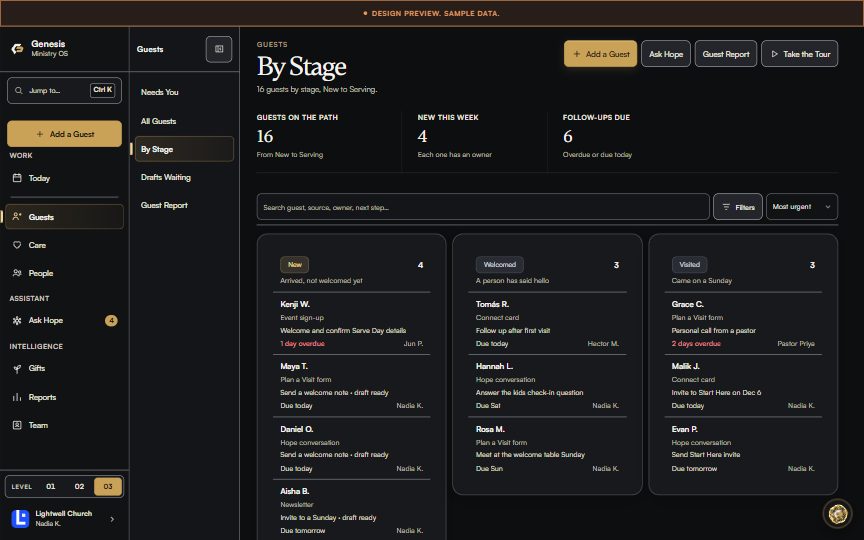 DESIGN PREVIEW. SAMPLE DATA.
Genesis
Ministry OS
Jump to...
Ctrl K
Add a Guest
WORK
Today
Guests
Care
People
ASSISTANT
Ask Hope
4
INTELLIGENCE
Gifts
Reports
Team
LEVEL 01 02 03
Lightwell Church
Nadia K.
Guests
Needs You
All Guests
By Stage
Drafts Waiting
Guest Report
GUESTS
By Stage
16 guests by stage, New to Serving.
Add a Guest
Ask Hope
Guest Report
Take the Tour
GUESTS ON THE PATH
16
From New to Serving
NEW THIS WEEK
4
Each one has an owner
FOLLOW-UPS DUE
6
Overdue or due today
Search guest, source, owner, next step...
Filters
Most urgent
New 4
Arrived, not welcomed yet
Kenji W.
Event sign-up
Welcome and confirm Serve Day details
1 day overdue Jun P.
Maya T.
Plan a Visit form
Send a welcome note · draft ready
Due today Nadia K.
Daniel O.
Hope conversation
Send a welcome note · draft ready
Due today Nadia K.
Aisha B.
Newsletter
Invite to a Sunday · draft ready
Due tomorrow Nadia K.
Welcomed 3
A person has said hello
Tomás R.
Connect card
Follow up after first visit
Due today Hector M.
Hannah L.
Hope conversation
Answer the kids check-in question
Due Sat Nadia K.
Rosa M.
Plan a Visit form
Meet at the welcome table Sunday
Due Sun Nadia K.
Visited 3
Came on a Sunday
Grace C.
Plan a Visit form
Personal call from a pastor
2 days overdue Pastor Priya
Malik J.
Connect card
Invite to Start Here on Dec 6
Due today Nadia K.
Evan P.
Hope conversation
Send Start Here invite
Due tomorrow Nadia K.